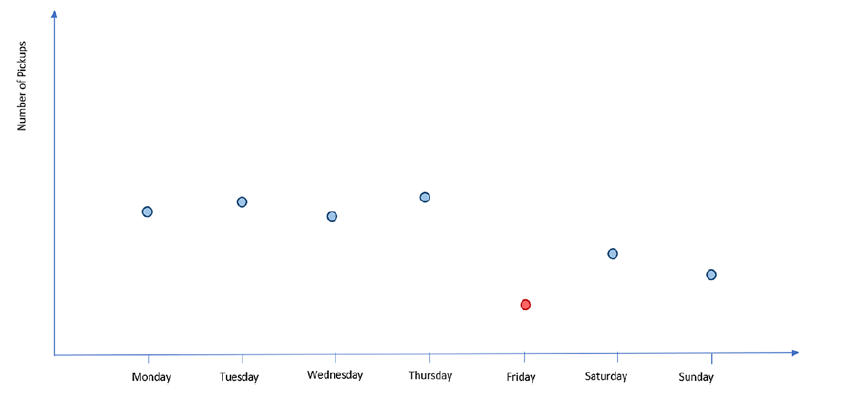 Number of Pickups
Monday
Tuesday
Wednesday
Thursday
Friday
Saturday
Sunday